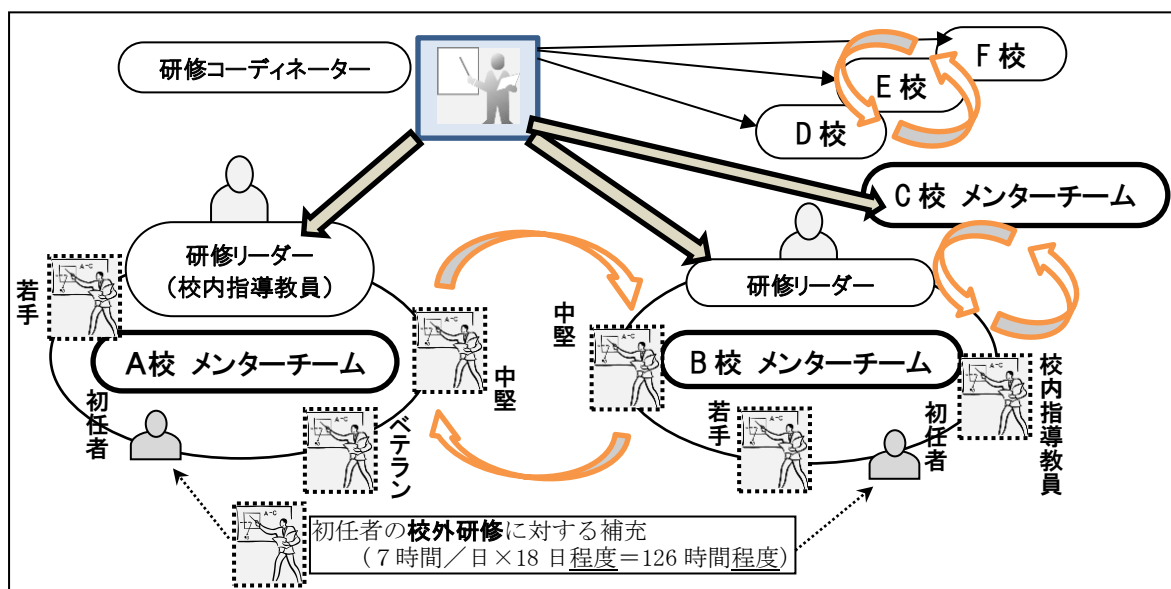 研修コーディネーター
F校
E校
D校
C校 メンターチーム
研修リーダー
（校内指導教員）
若手
A校 メンターチーム
初任者
ベテラン
中堅
研修リーダー
中堅
B校 メンターチーム
若手
初任者
校内指導教員
初任者の校外研修に対する補充
（７時間／日×18日程度＝126時間程度）